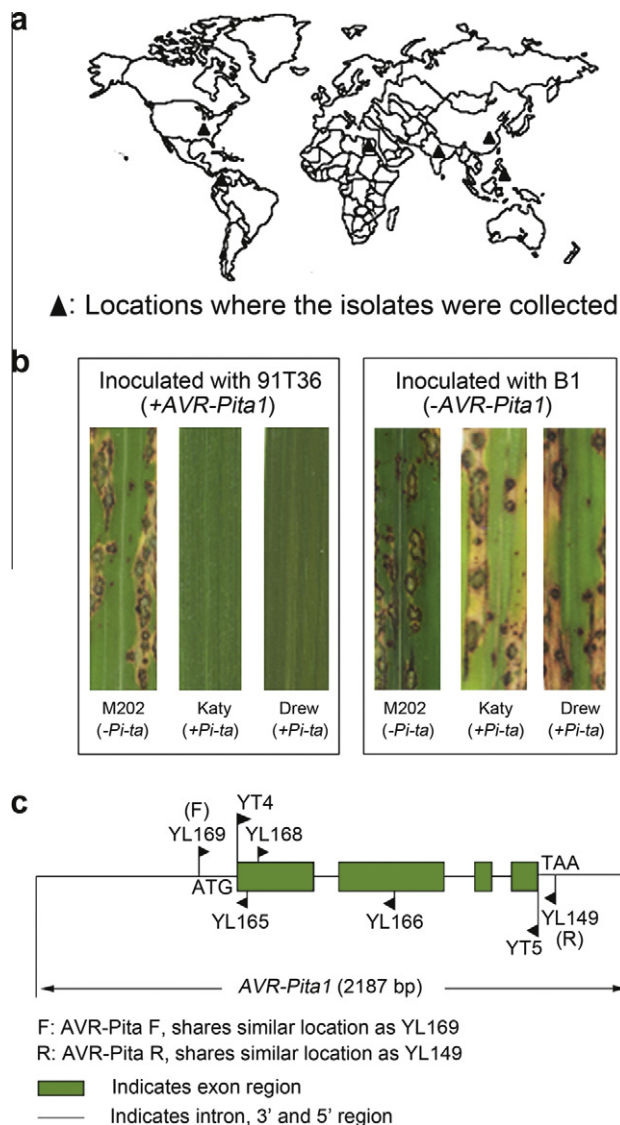 a
▲: Locations where the isolates were collected
b
Inoculated with 91T36
(+AVR-Pita1)
M202
(-Pi-ta)
Katy
(+Pi-ta)
Drew
(+Pi-ta)
Inoculated with B1
(-AVR-Pita1)
M202
(-Pi-ta)
Katy
(+Pi-ta)
Drew
(+Pi-ta)
c
(F)
YL169
YT4
YL168
ATG
TAA
YL165
YL166
YL149
(R)
YT5
AVR-Pita1 (2187 bp)
F: AVR-Pita F, shares similar location as YL169
R: AVR-Pita R, shares similar location as YL149
Indicates exon region
Indicates intron, 3' and 5' region